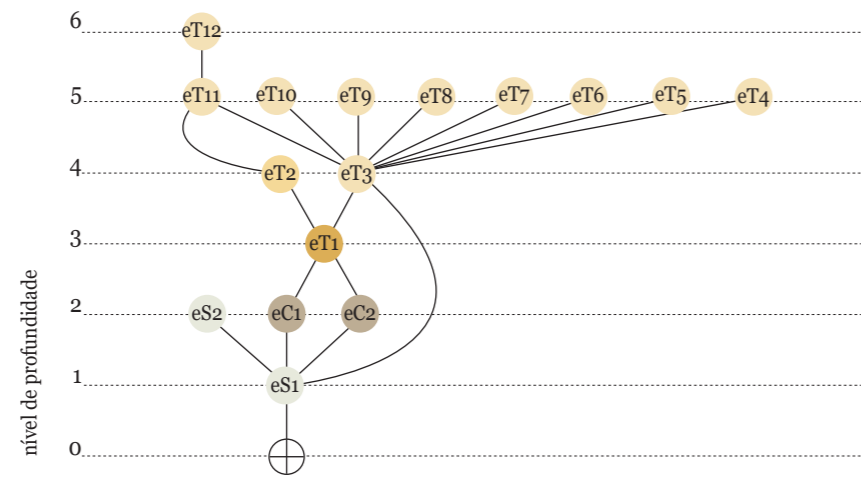 6
eT12
5
eT11 eT10 eT9 eT8 eT7 eT6 eT5 eT4
4
eT2 eT3
3
eT1
2
eS2 eC1 eC2
1
eS1
0
nível de profundidade